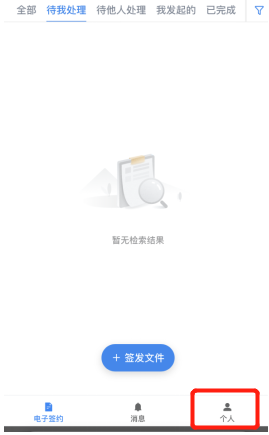 全部 待我处理 待他人处理 我发起的 已完成
暂无检索结果
+ 签发文件
电子签约 消息 个人